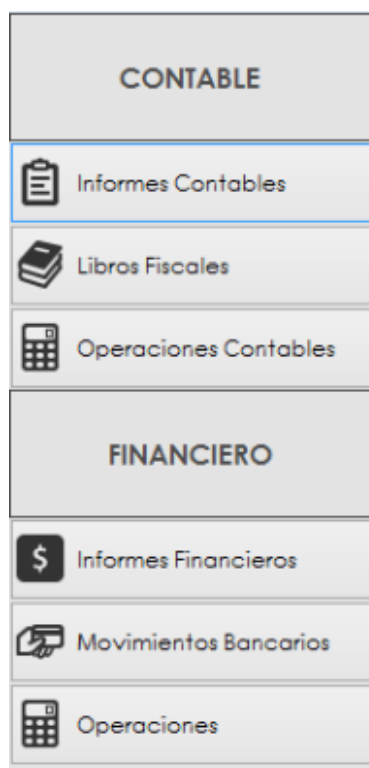 CONTABLE
Informes Contables
Libros Fiscales
Operaciones Contables
FINANCIERO
$
Informes Financieros
Movimientos Bancarios
Operaciones